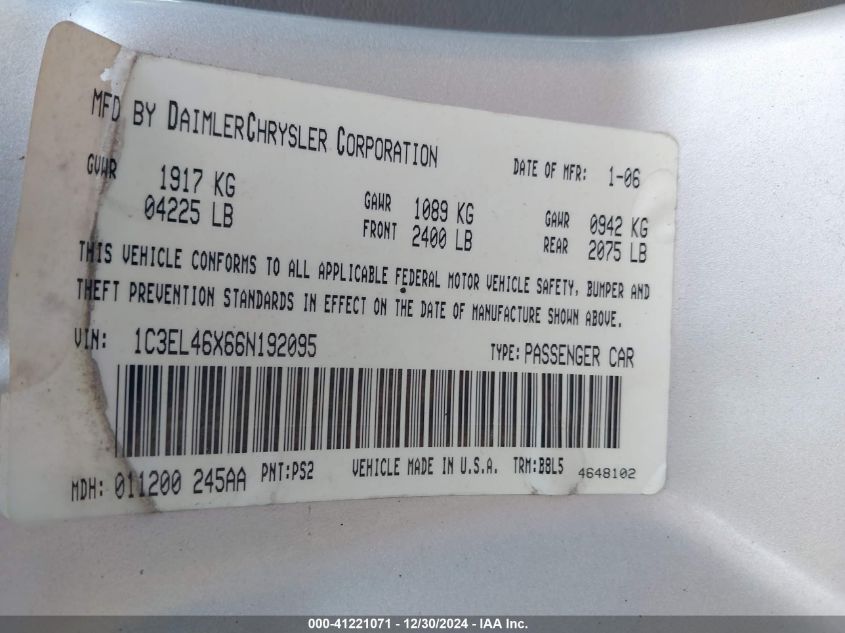 MFD BY DAIMLERCHRYSLER CORPORATION DATE OF MFR: 1-06
GVWR 1917 KG GAWR 1089 KG GAWR 0942 KG
04225 LB FRONT 2400 LB REAR 2075 LB
THIS VEHICLE CONFORMS TO ALL APPLICABLE FEDERAL MOTOR VEHICLE SAFETY, BUMPER AND
THEFT PREVENTION STANDARDS IN EFFECT ON THE DATE OF MANUFACTURE SHOWN ABOVE.
VIN: 1C3EL46X66N192095 TYPE: PASSENGER CAR
MDH: 011200 245AA PNT:PS2 VEHICLE MADE IN U.S.A. TRM:BBL5 4648102
000-41221071 - 12/30/2024 - IAA Inc.